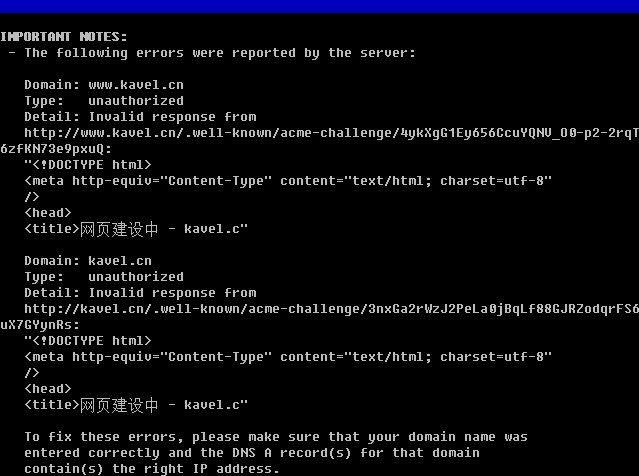 IMPORTANT NOTES:
- The following errors were reported by the server:
Domain: www.kavel.cn
Type: unauthorized
Detail: Invalid response from
http://www.kavel.cn/.well-known/acme-challenge/4ykXgG1Ey656CcuYQNV_O0-p2-2rqT
6zfKN73e9pxuQ:
"<!DOCTYPE html>
<meta http-equiv="Content-Type" content="text/html; charset=utf-8"
/>
<head>
<title>网页建设中 - kavel.c"
Domain: kavel.cn
Type: unauthorized
Detail: Invalid response from
http://kavel.cn/.well-known/acme-challenge/3nxGa2rWzJ2PeLa0jBqLf88GJRZodqrFS6
uX7GYynRs:
"<!DOCTYPE html>
<meta http-equiv="Content-Type" content="text/html; charset=utf-8"
/>
<head>
<title>网页建设中 - kavel.c"
To fix these errors, please make sure that your domain name was
entered correctly and the DNS A record(s) for that domain
contain(s) the right IP address.